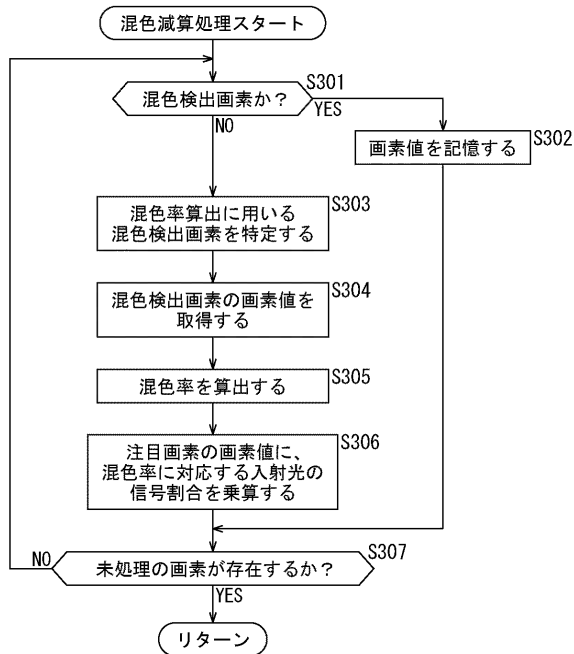 混色減算処理スタート
S301
混色検出画素か？
YES
NO
S302
画素値を記憶する
S303
混色率算出に用いる
混色検出画素を特定する
S304
混色検出画素の画素値を
取得する
S305
混色率を算出する
S306
注目画素の画素値に、
混色率に対応する入射光の
信号割合を乗算する
S307
NO
未処理の画素が存在するか？
YES
リターン